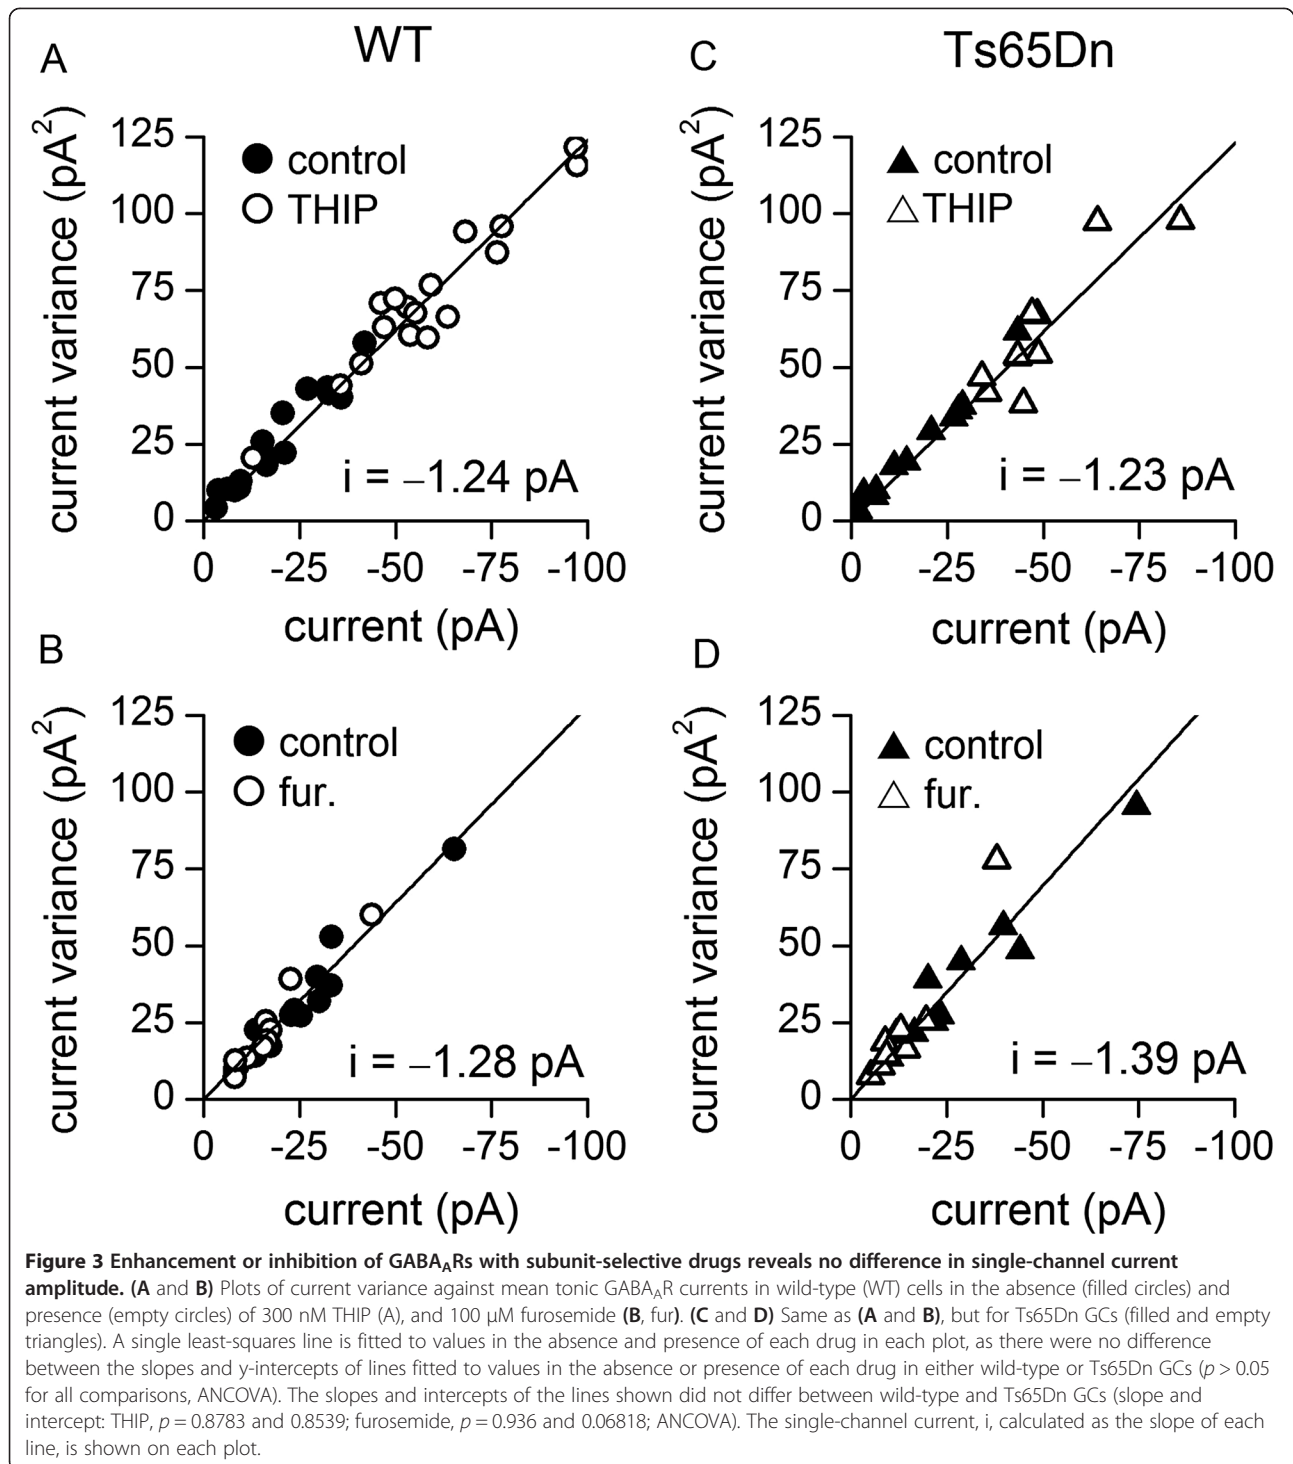 A
WT
current variance (pA²)
125
100
75
50
25
0
control
THIP
i = −1.24 pA
0 -25 -50 -75 -100
current (pA)
C
Ts65Dn
current variance (pA²)
125
100
75
50
25
0
control
THIP
i = −1.23 pA
0 -25 -50 -75 -100
current (pA)
B
current variance (pA²)
125
100
75
50
25
0
control
fur.
i = −1.28 pA
0 -25 -50 -75 -100
current (pA)
D
current variance (pA²)
125
100
75
50
25
0
control
fur.
i = −1.39 pA
0 -25 -50 -75 -100
current (pA)
Figure 3 Enhancement or inhibition of GABA_ARs with subunit-selective drugs reveals no difference in single-channel current
amplitude. (A and B) Plots of current variance against mean tonic GABA_AR currents in wild-type (WT) cells in the absence (filled circles) and
presence (empty circles) of 300 nM THIP (A), and 100 μM furosemide (B, fur). (C and D) Same as (A and B), but for Ts65Dn GCs (filled and empty
triangles). A single least-squares line is fitted to values in the absence and presence of each drug in each plot, as there were no difference
between the slopes and y-intercepts of lines fitted to values in the absence or presence of each drug in either wild-type or Ts65Dn GCs (p > 0.05
for all comparisons, ANCOVA). The slopes and intercepts of the lines shown did not differ between wild-type and Ts65Dn GCs (slope and
intercept: THIP, p = 0.8783 and 0.8539; furosemide, p = 0.936 and 0.06818; ANCOVA). The single-channel current, i, calculated as the slope of each
line, is shown on each plot.